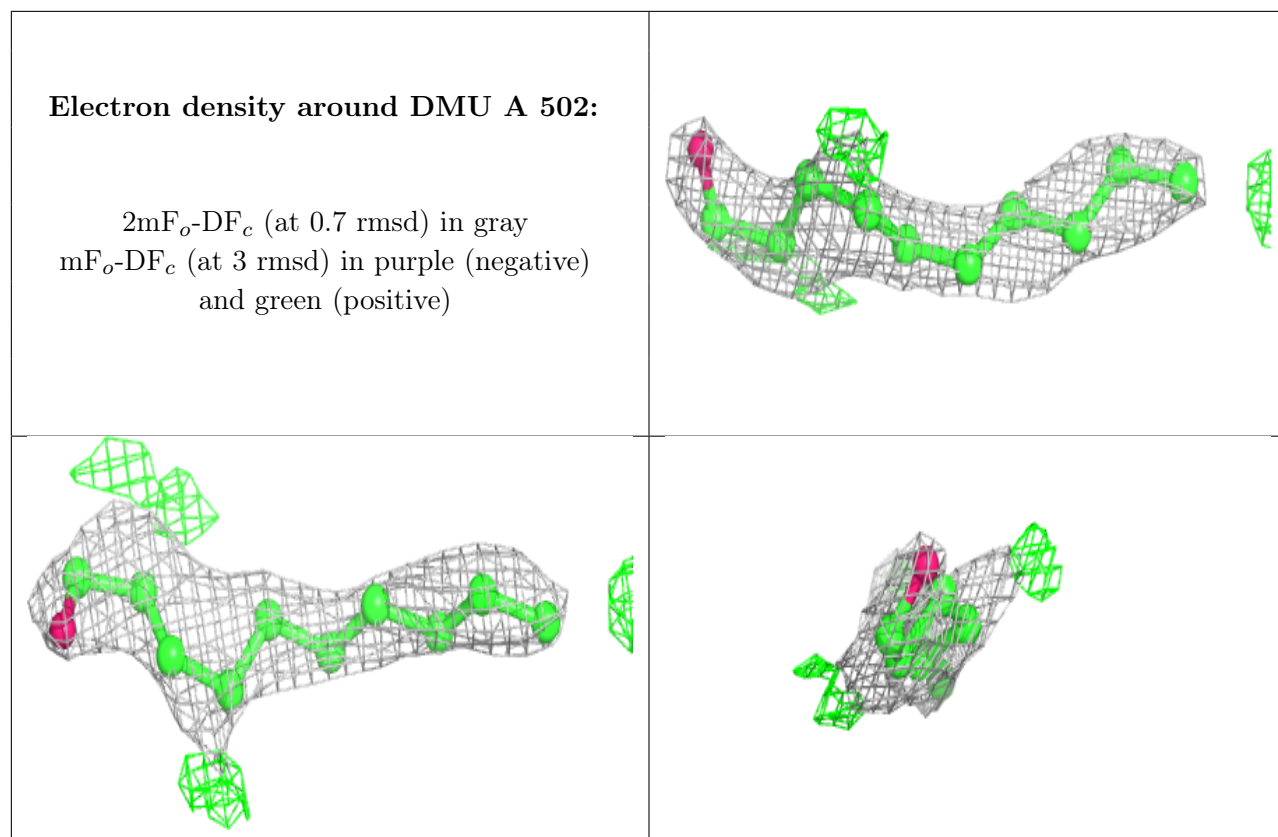 Electron density around DMU A 502:
2mFo-DFc (at 0.7 rmsd) in gray
mFo-DFc (at 3 rmsd) in purple (negative)
and green (positive)